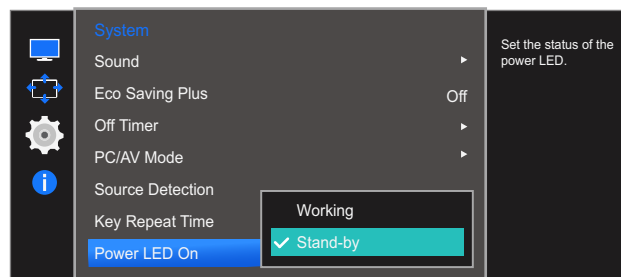 System
Sound
Eco Saving Plus
Off
Off Timer
PC/AV Mode
Source Detection
Key Repeat Time
Power LED On
Working
Stand-by
Set the status of the
power LED.